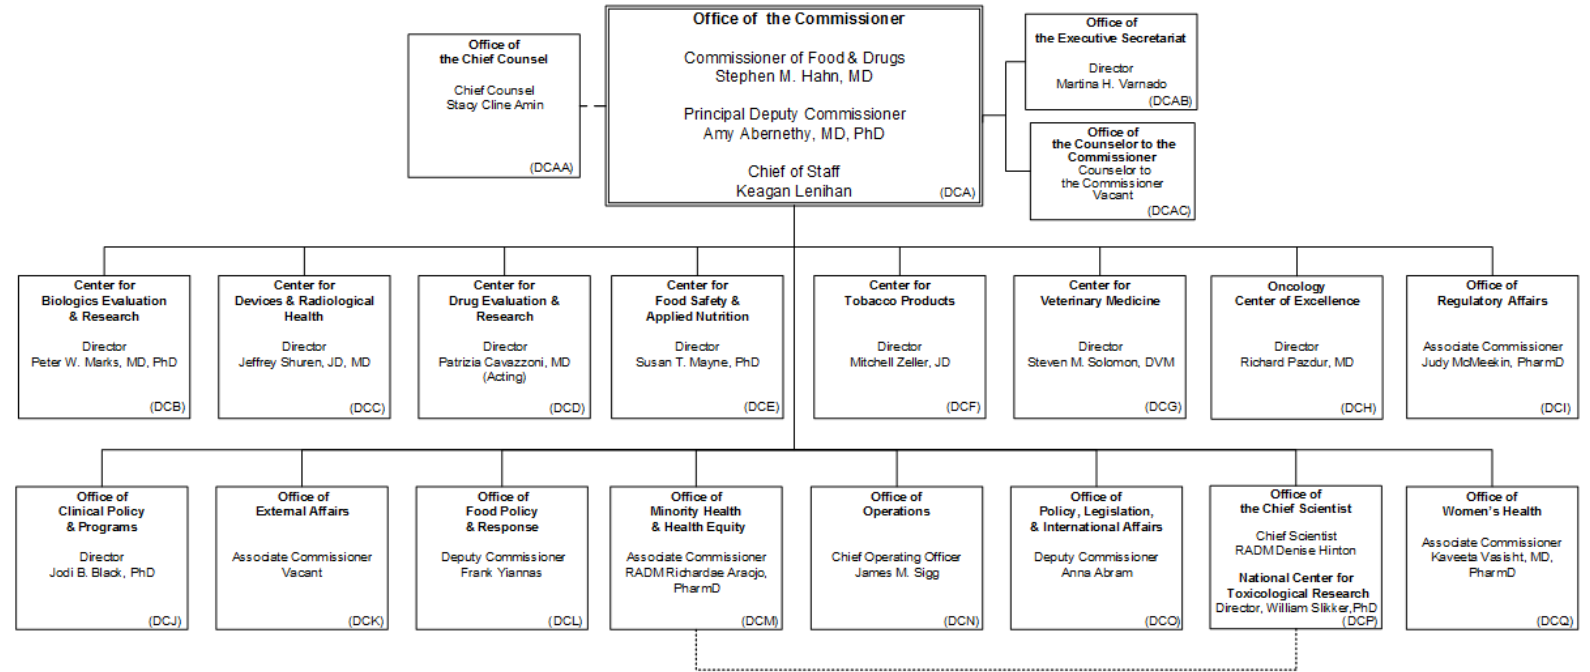 Office of the Commissioner
Commissioner of Food & Drugs
Stephen M. Hahn, MD
Principal Deputy Commissioner
Amy Abernethy, MD, PhD
Chief of Staff
Keagan Lenihan
(DCA)
Office of
the Chief Counsel
Chief Counsel
Stacy Cline Amin
(DCAA)
Office of
the Executive Secretariat
Director
Martina H. Varnado
(DCAB)
Office of
the Counselor to the
Commissioner
Counselor to
the Commissioner
Vacant
(DCAC)
Center for
Biologics Evaluation
& Research
Director
Peter W. Marks, MD, PhD
(DCB)
Center for
Devices & Radiological
Health
Director
Jeffrey Shuren, JD, MD
(DCC)
Center for
Drug Evaluation &
Research
Director
Patrizia Cavazzoni, MD
(Acting)
(DCD)
Center for
Food Safety &
Applied Nutrition
Director
Susan T. Mayne, PhD
(DCE)
Center for
Tobacco Products
Director
Mitchell Zeller, JD
(DCF)
Center for
Veterinary Medicine
Director
Steven M. Solomon, DVM
(DCG)
Oncology
Center of Excellence
Director
Richard Pazdur, MD
(DCH)
Office of
Regulatory Affairs
Associate Commissioner
Judy McMeekin, PharmD
(DCI)
Office of
Clinical Policy
& Programs
Director
Jodi B. Black, PhD
(DCJ)
Office of
External Affairs
Associate Commissioner
Vacant
(DCK)
Office of
Food Policy
& Response
Deputy Commissioner
Frank Yiannas
(DCL)
Office of
Minority Health
& Health Equity
Associate Commissioner
RADM Richardae Araojo,
PharmD
(DCM)
Office of
Operations
Chief Operating Officer
James M. Sigg
(DCN)
Office of
Policy, Legislation,
& International Affairs
Deputy Commissioner
Anna Abram
(DCO)
Office of
the Chief Scientist
Chief Scientist
RADM Denise Hinton
National Center for
Toxicological Research
Director, William Slikker, PhD
(DCP)
Office of
Women's Health
Associate Commissioner
Kaveeta Vasisht, MD,
PharmD
(DCQ)